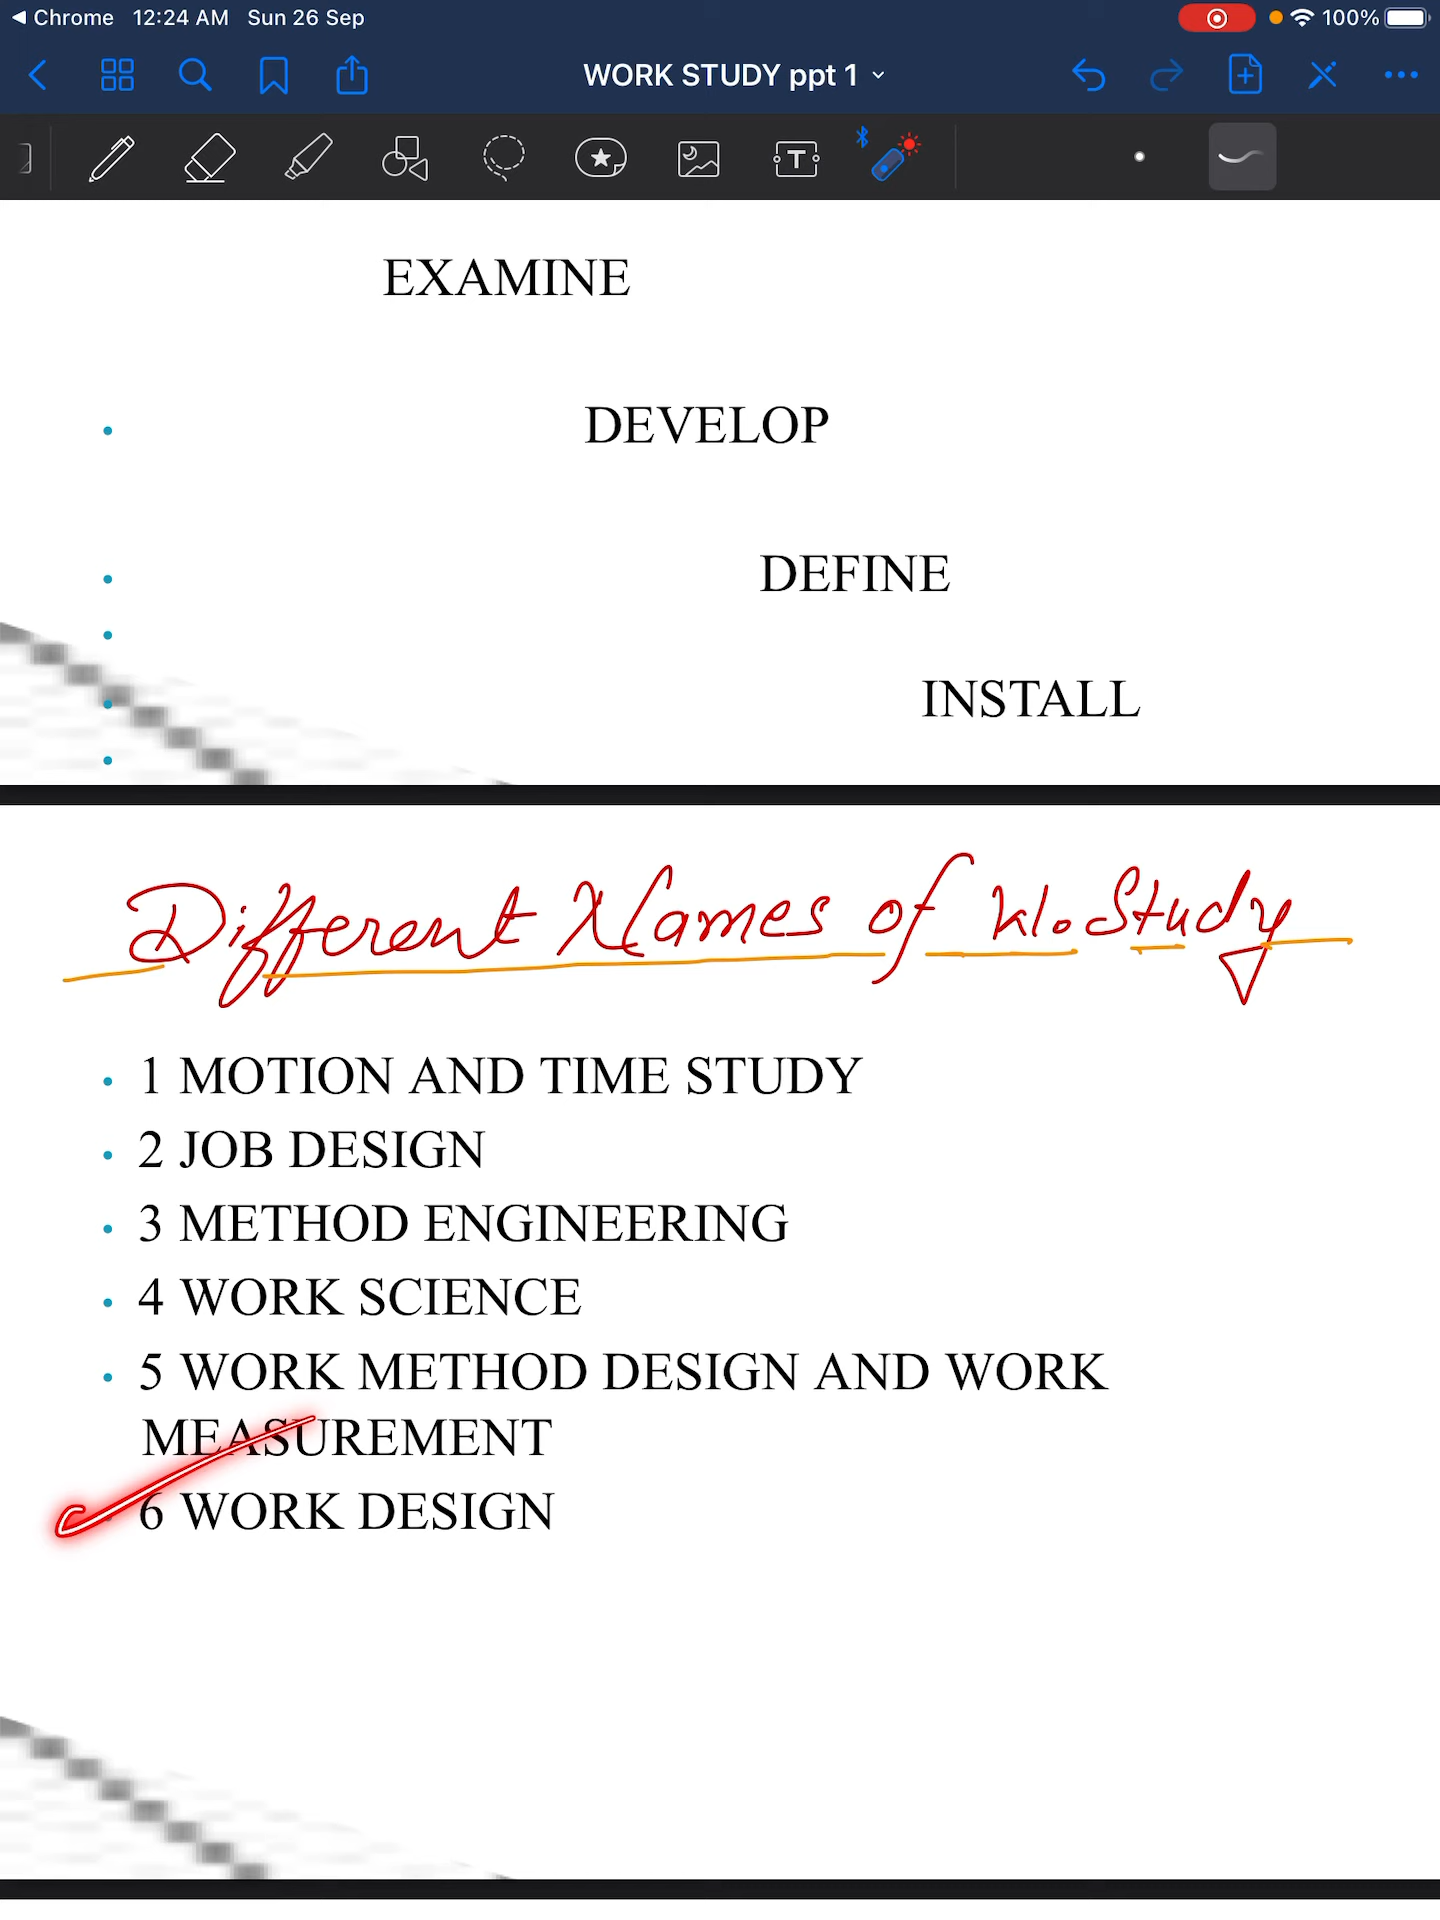 Chrome 12:24 AM Sun 26 Sep 100%
WORK STUDY ppt 1
EXAMINE
DEVELOP
DEFINE
INSTALL
Different Names of W.Study
1 MOTION AND TIME STUDY
2 JOB DESIGN
3 METHOD ENGINEERING
4 WORK SCIENCE
5 WORK METHOD DESIGN AND WORK
MEASUREMENT
6 WORK DESIGN